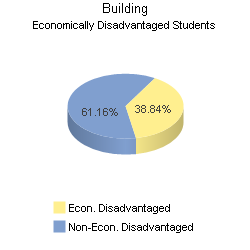 Building
Economically Disadvantaged Students
61.16% 38.84%
Econ. Disadvantaged
Non-Econ. Disadvantaged